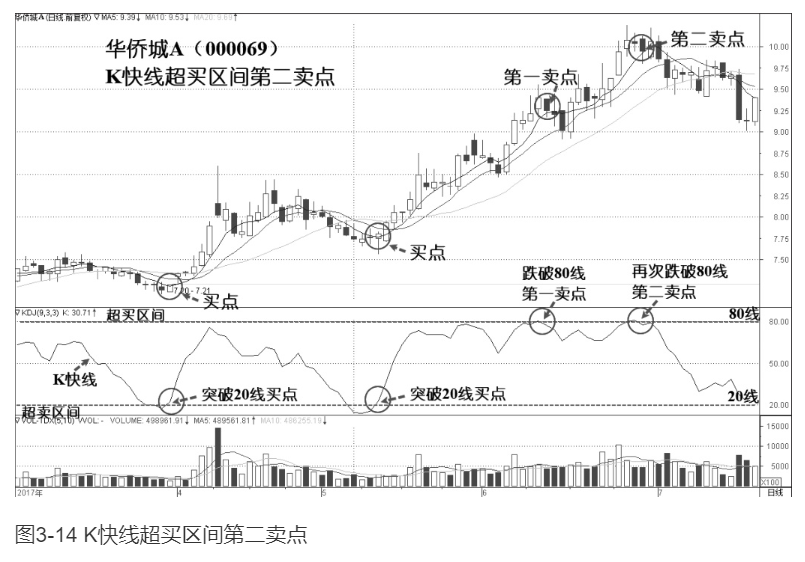 华侨城A(日线 前复权) ▽MA5: 9.39↓ MA10: 9.53↓ MA20: 9.69↑
华侨城A（000069）
K快线超买区间第二卖点
第一卖点
第二卖点
10.00
9.50
9.25
9.00
8.75
8.50
8.25
8.00
7.75
7.50
买点
7.20 - 7.21
买点
跌破80线
第一卖点
再次跌破80线
第二卖点
▽KDJ(9,3,3) K: 30.71↑
超买区间
80线
80.00
K快线
50.00
突破20线买点
突破20线买点
20线
20.00
超卖区间
▽VOL-TDX(5,10) VVOL: - VOLUME: 498961.91↓ MA5: 489561.81↑ MA10: 486255.19↓
15000
10000
5000
X100
2017年
4
5
6
7
日线
图3-14 K快线超买区间第二卖点